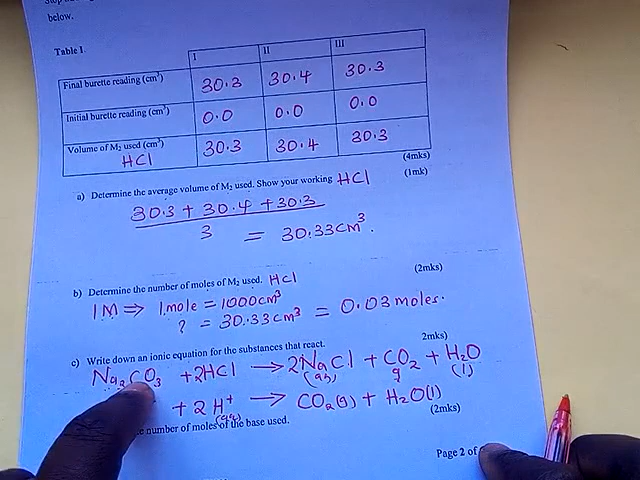 below.
Table 1.
I II III
Final burette reading (cm³) 30.3 30.4 30.3
Initial burette reading (cm³) 0.0 0.0 0.0
Volume of M₂ used (cm³) 30.3 30.4 30.3
HCl
(4mks)
a) Determine the average volume of M₂ used. Show your working HCl (1mk)
30.3 + 30.4 + 30.3
3 = 30.33cm³.
(2mks)
b) Determine the number of moles of M₂ used. HCl
1M ⇒ 1mole = 1000cm³
? = 30.33cm³ = 0.03 moles.
c) Write down an ionic equation for the substances that react. 2mks)
Na₂CO₃ + 2HCl → 2NaCl + CO₂ + H₂O
(aq) g (l)
+ 2H⁺(aq) → CO₂(g) + H₂O(l)
number of moles of the base used. (2mks)
Page 2 of